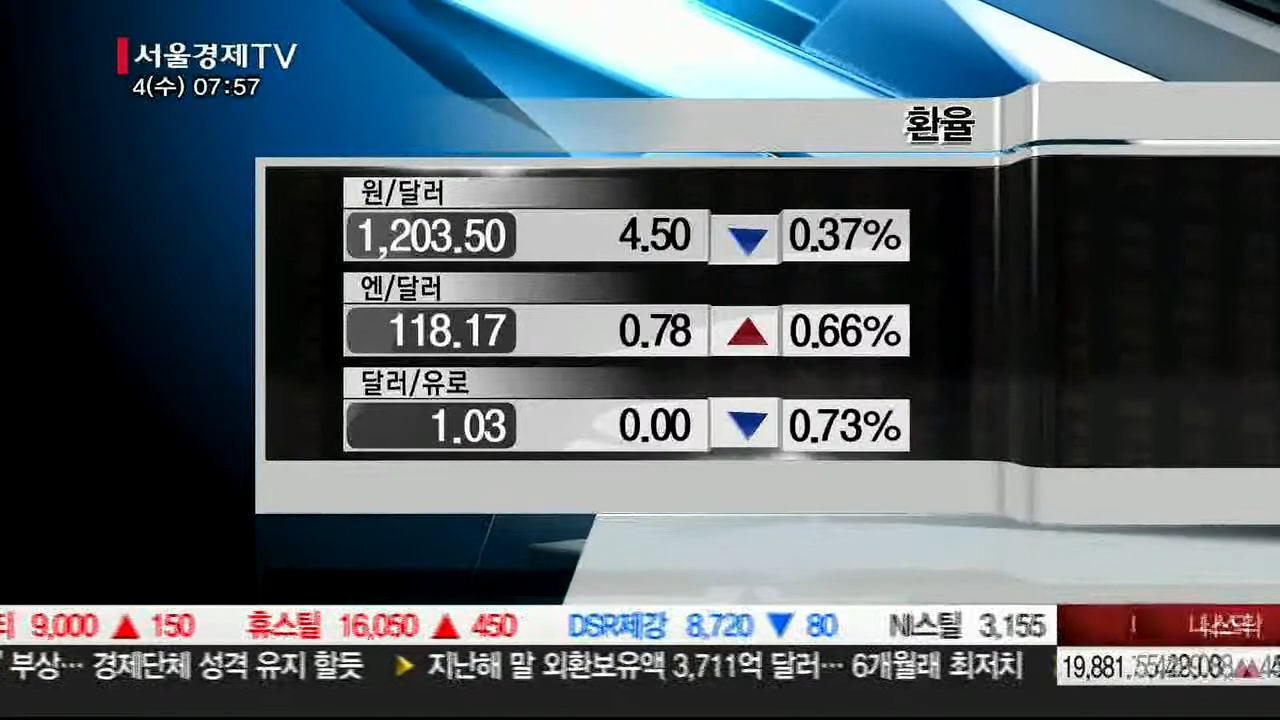 서울경제TV
4(수) 07:57
환율
원/달러
1,203.50 4.50 ▼ 0.37%
엔/달러
118.17 0.78 ▲ 0.66%
달러/유로
1.03 0.00 ▼ 0.73%
9,000 ▲ 150 휴스틸 16,050 ▲ 450 DSR제강 8,720 ▼ 80 NI스틸 3,155
부상… 경제단체 성격 유지 할듯 지난해 말 외환보유액 3,711억 달러… 6개월래 최저치
19,881.